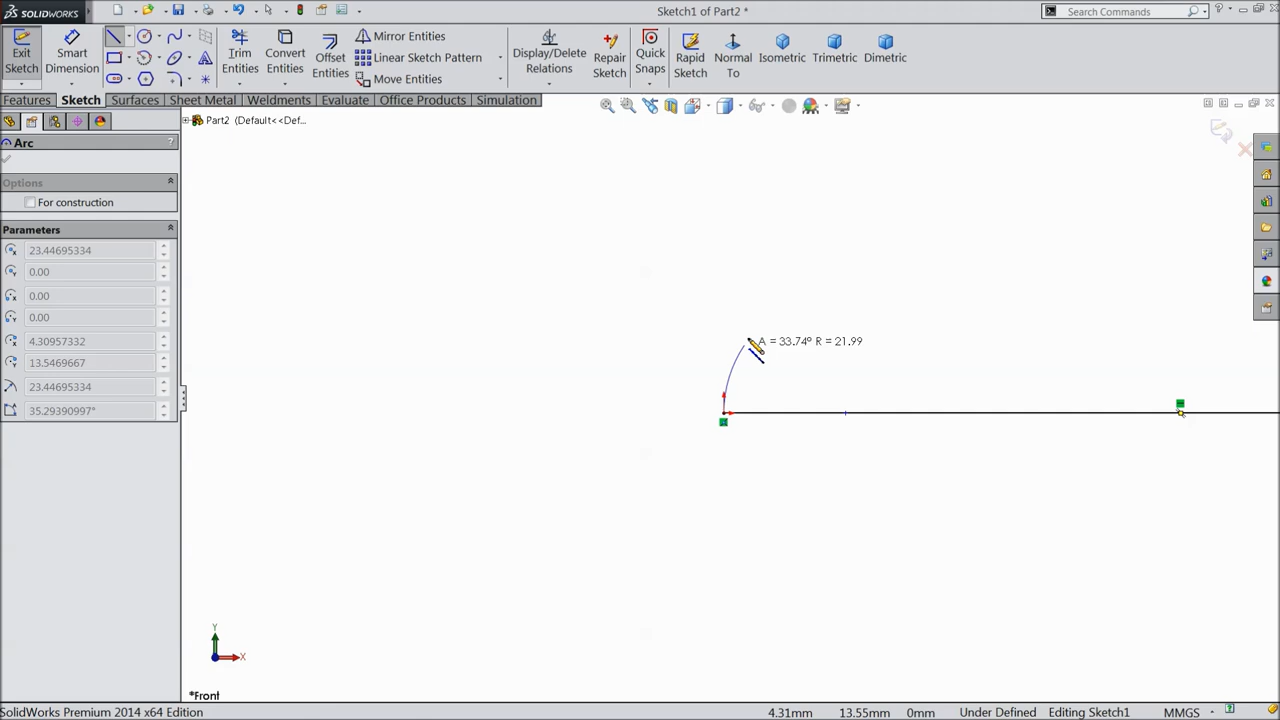 SOLIDWORKS
Sketch1 of Part2 *
Search Commands
Exit Sketch
Smart Dimension
Trim Entities
Convert Entities
Offset Entities
Mirror Entities
Linear Sketch Pattern
Move Entities
Display/Delete Relations
Repair Sketch
Quick Snaps
Rapid Sketch
Normal To
Isometric
Trimetric
Dimetric
Features
Sketch
Surfaces
Sheet Metal
Weldments
Evaluate
Office Products
Simulation
Part2 (Default<<Def...
Arc
?
Options
For construction
Parameters
23.44695334
0.00
0.00
0.00
4.30957332
13.5469667
23.44695334
35.29390997°
A = 33.74° R = 21.99
Y
X
*Front
SolidWorks Premium 2014 x64 Edition
4.31mm
13.55mm
0mm
Under Defined
Editing Sketch1
MMGS